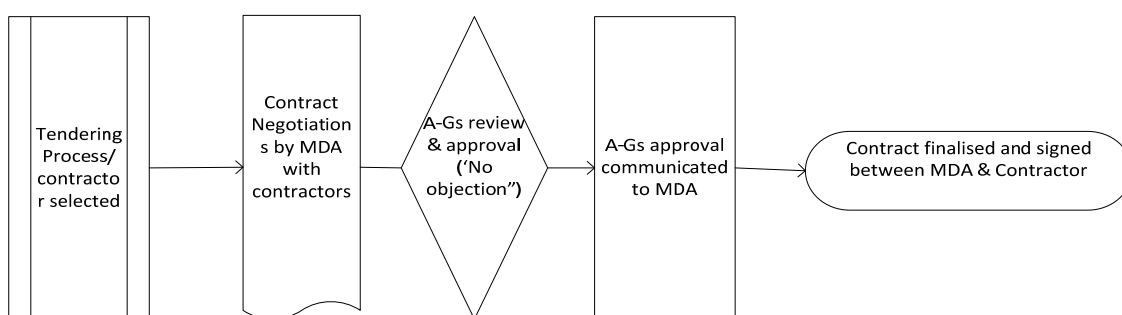 Tendering
Process/
contracto
r selected
Contract
Negotiation
s by MDA
with
contractors
A-Gs review
& approval
(‘No
objection”)
A-Gs approval
communicated
to MDA
Contract finalised and signed
between MDA & Contractor